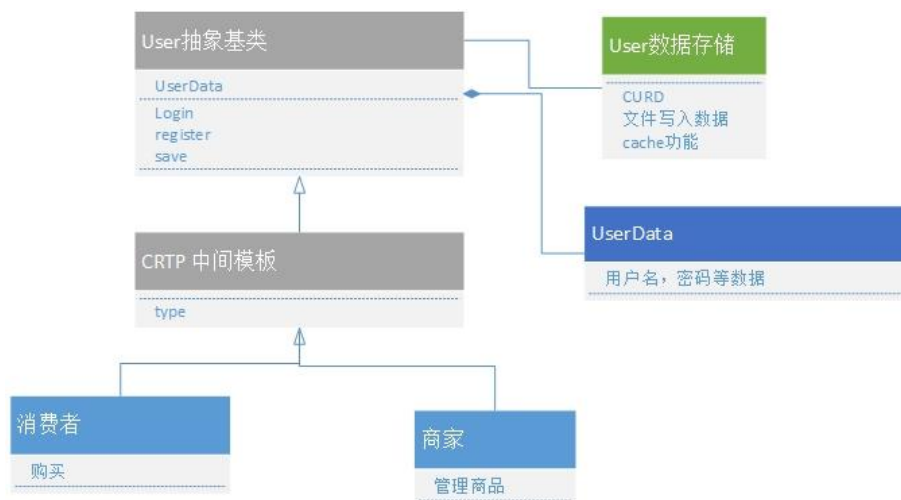 User抽象基类
UserData
Login
register
save
User数据存储
CURD
文件写入数据
cache功能
UserData
用户名，密码等数据
CRTP 中间模板
type
消费者
购买
商家
管理商品